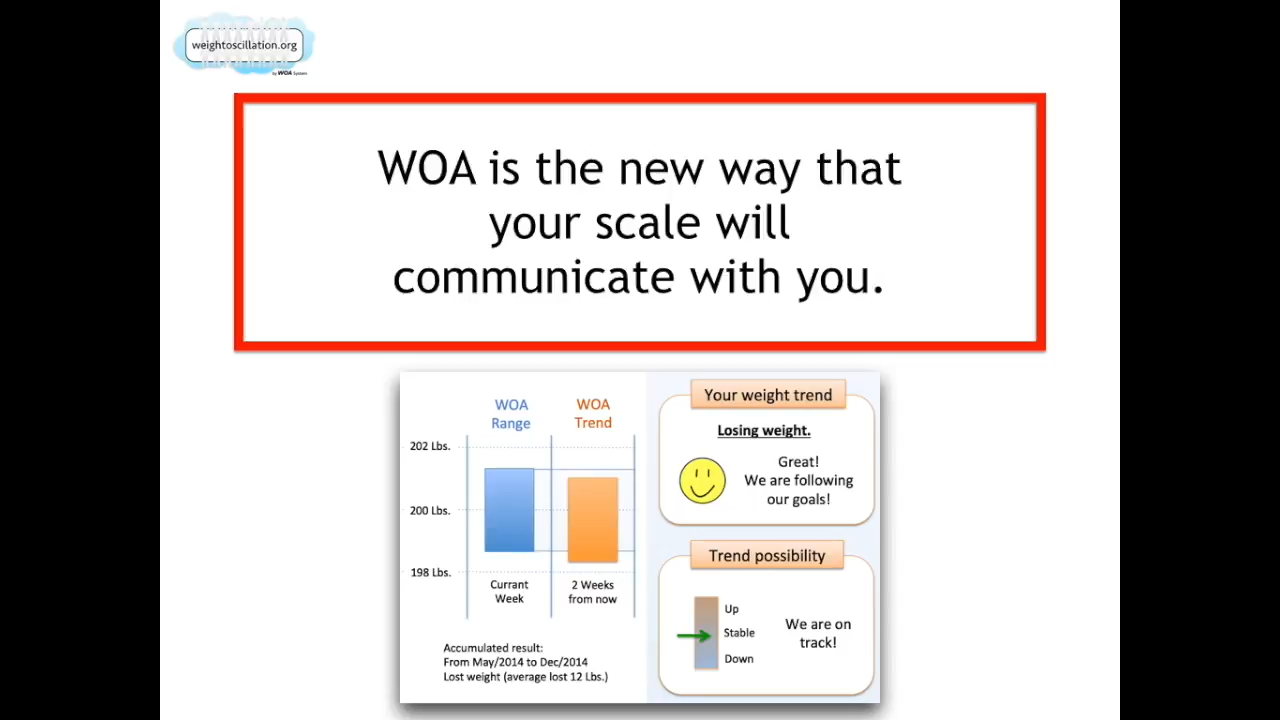 weightoscillation.org
by WOA System
WOA is the new way that
your scale will
communicate with you.
WOA
Range
WOA
Trend
202 Lbs.
200 Lbs.
198 Lbs.
Currant
Week
2 Weeks
from now
Accumulated result:
From May/2014 to Dec/2014
Lost weight (average lost 12 Lbs.)
Your weight trend
Losing weight.
Great!
We are following
our goals!
Trend possibility
Up
Stable
Down
We are on
track!